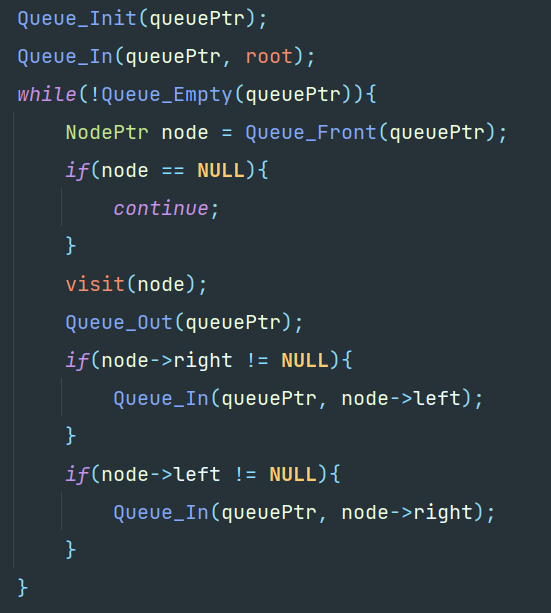 Queue_Init(queuePtr);
Queue_In(queuePtr, root);
while(!Queue_Empty(queuePtr)){
    NodePtr node = Queue_Front(queuePtr);
    if(node == NULL){
        continue;
    }
    visit(node);
    Queue_Out(queuePtr);
    if(node->right != NULL){
        Queue_In(queuePtr, node->left);
    }
    if(node->left != NULL){
        Queue_In(queuePtr, node->right);
    }
}